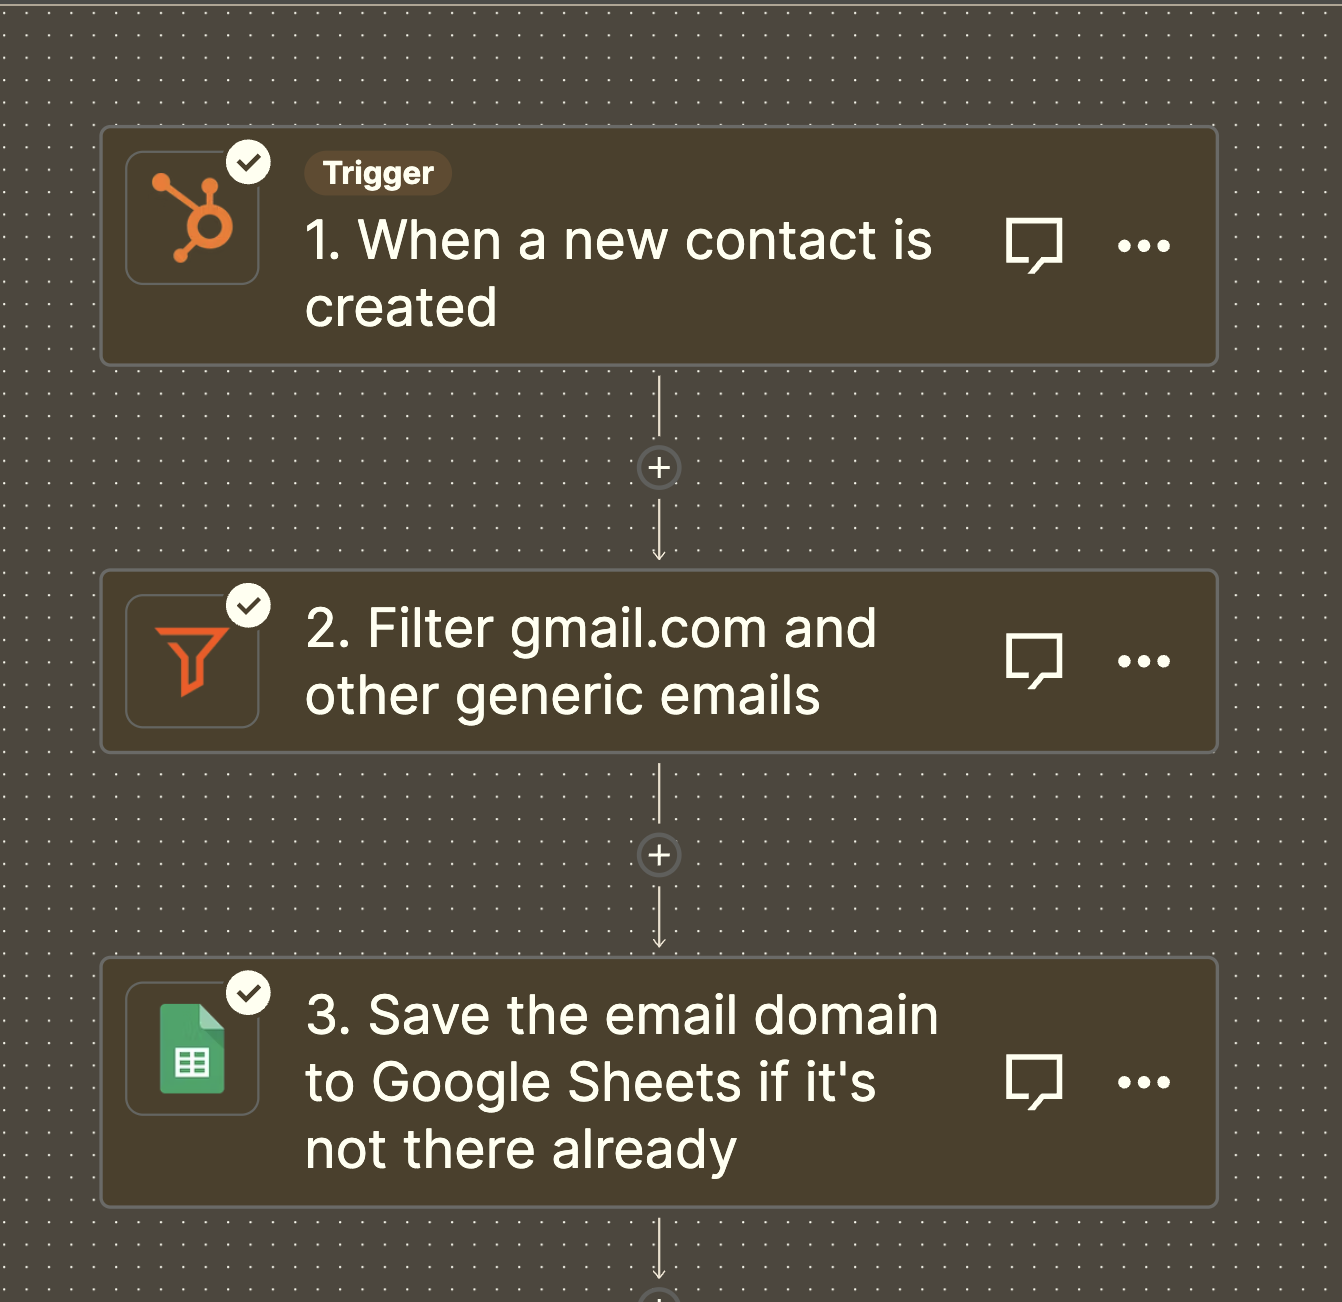 Trigger
1. When a new contact is
created
2. Filter gmail.com and
other generic emails
3. Save the email domain
to Google Sheets if it's
not there already